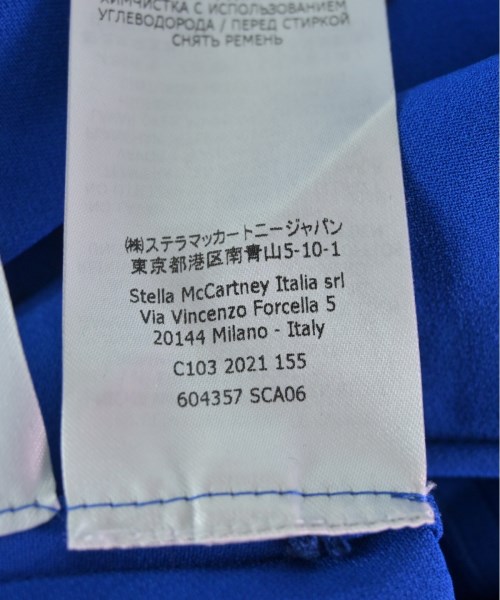 ХИМЧИСТКА С ИСПОЛЬЗОВАНИЕМ
УГЛЕВОДОРОДА / ПЕРЕД СТИРКОЙ
СНЯТЬ РЕМЕНЬ
㈱ステラマッカートニージャパン
東京都港区南青山5-10-1
Stella McCartney Italia srl
Via Vincenzo Forcella 5
20144 Milano - Italy
C103 2021 155
604357 SCA06